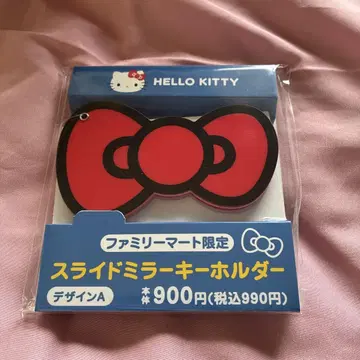 HELLO KITTY
ファミリーマート限定
スライドミラーキーホルダー
デザインA 本体900円(税込990円)